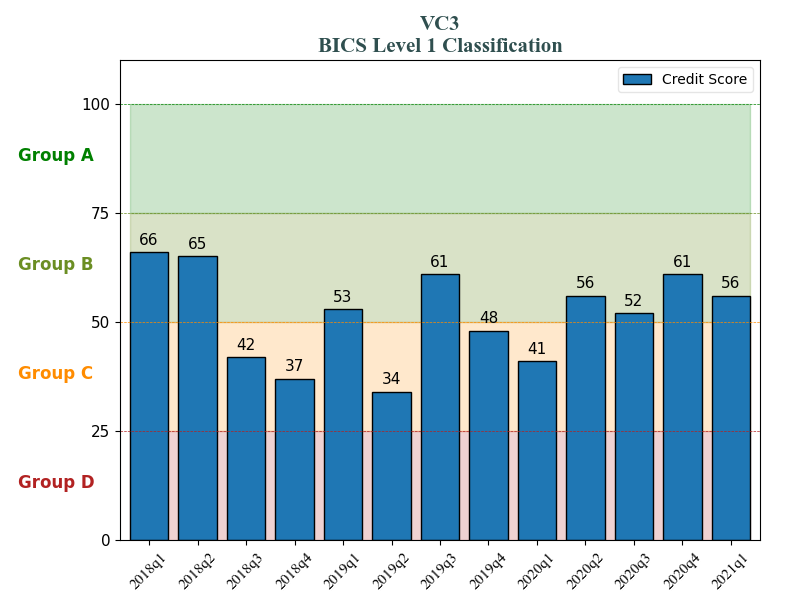 VC3
BICS Level 1 Classification
Credit Score
100
Group A
75
66
65
61
61
Group B
56
56
53
52
50
48
42
41
37
34
Group C
25
Group D
0
2018q1
2018q2
2018q3
2018q4
2019q1
2019q2
2019q3
2019q4
2020q1
2020q2
2020q3
2020q4
2021q1